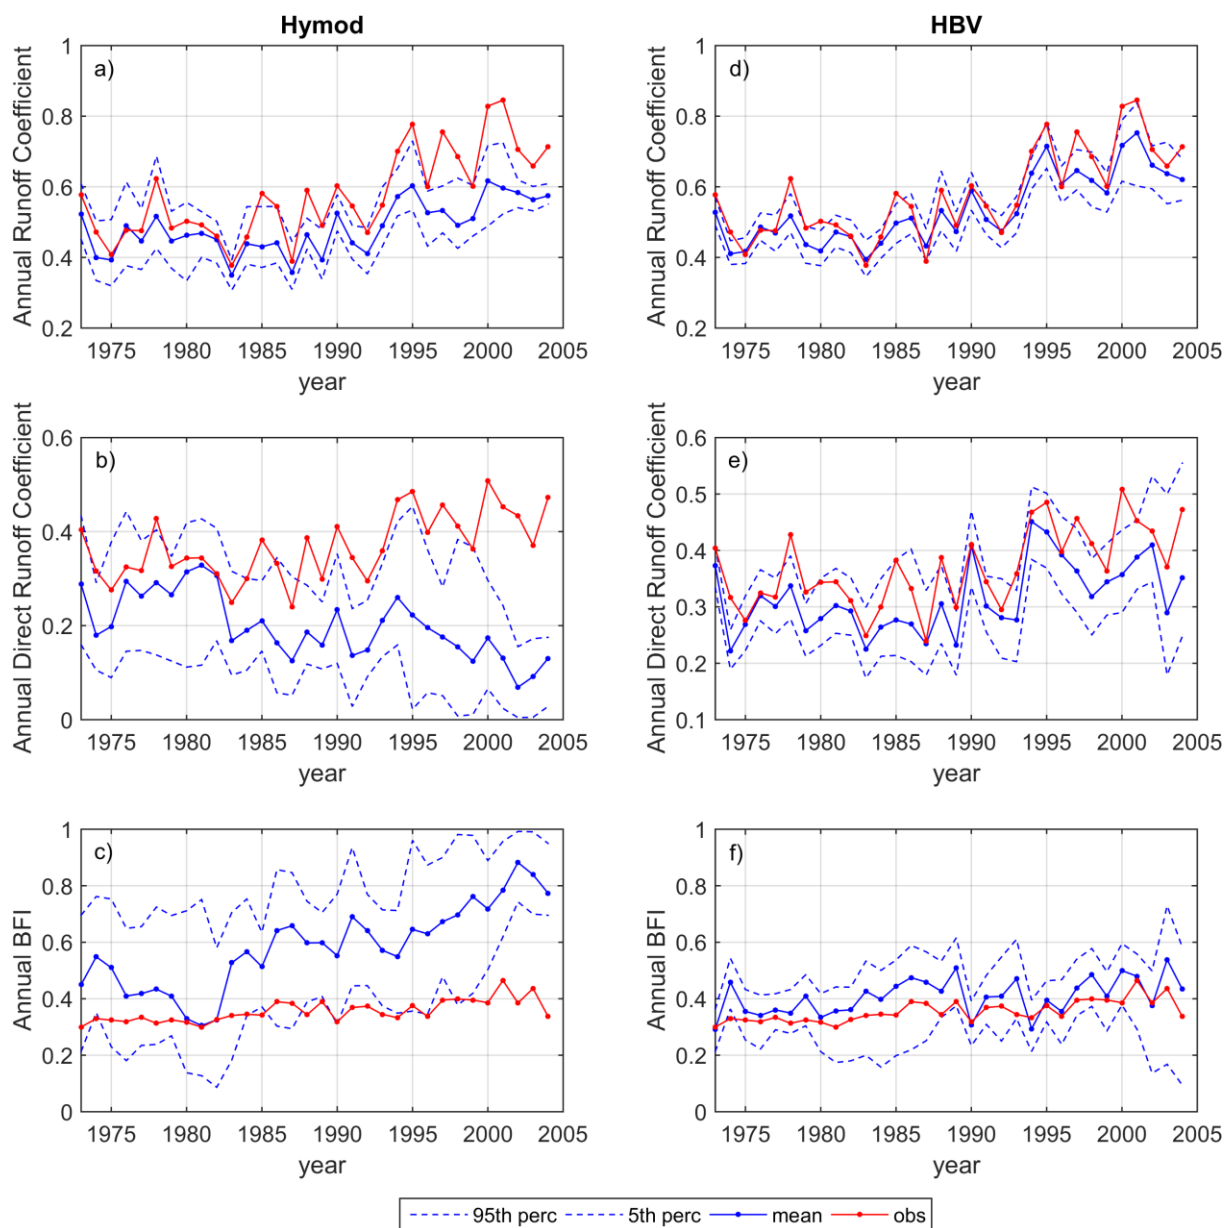 Hymod
HBV
a)
Annual Runoff Coefficient
1
0.8
0.6
0.4
0.2
1975 1980 1985 1990 1995 2000 2005
year
d)
Annual Runoff Coefficient
1
0.8
0.6
0.4
0.2
1975 1980 1985 1990 1995 2000 2005
year
b)
Annual Direct Runoff Coefficient
0.6
0.4
0.2
0
1975 1980 1985 1990 1995 2000 2005
year
e)
Annual Direct Runoff Coefficient
0.6
0.5
0.4
0.3
0.2
0.1
1975 1980 1985 1990 1995 2000 2005
year
c)
Annual BFI
1
0.8
0.6
0.4
0.2
0
1975 1980 1985 1990 1995 2000 2005
year
f)
Annual BFI
1
0.8
0.6
0.4
0.2
0
1975 1980 1985 1990 1995 2000 2005
year
95th perc 5th perc mean obs